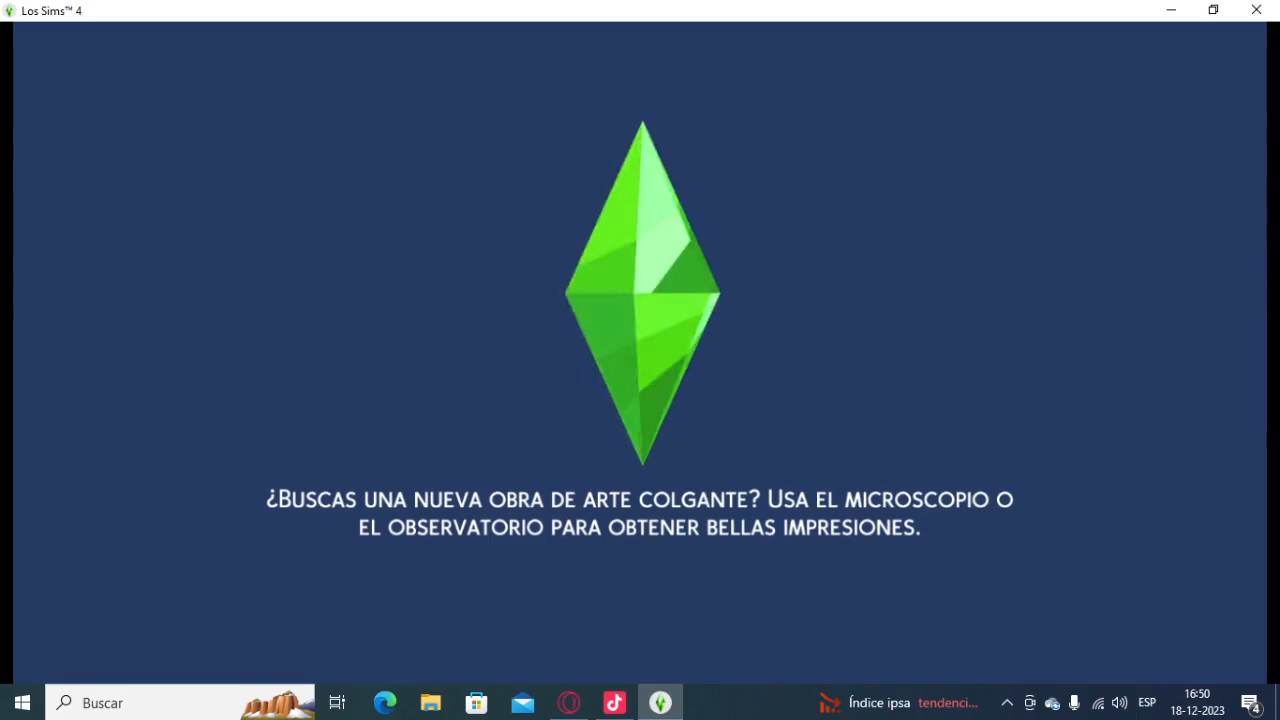 Los Sims™ 4
¿Buscas una nueva obra de arte colgante? Usa el microscopio o
el observatorio para obtener bellas impresiones.
Buscar
Índice ipsa tendenci...
ESP
16:50
18-12-2023
4